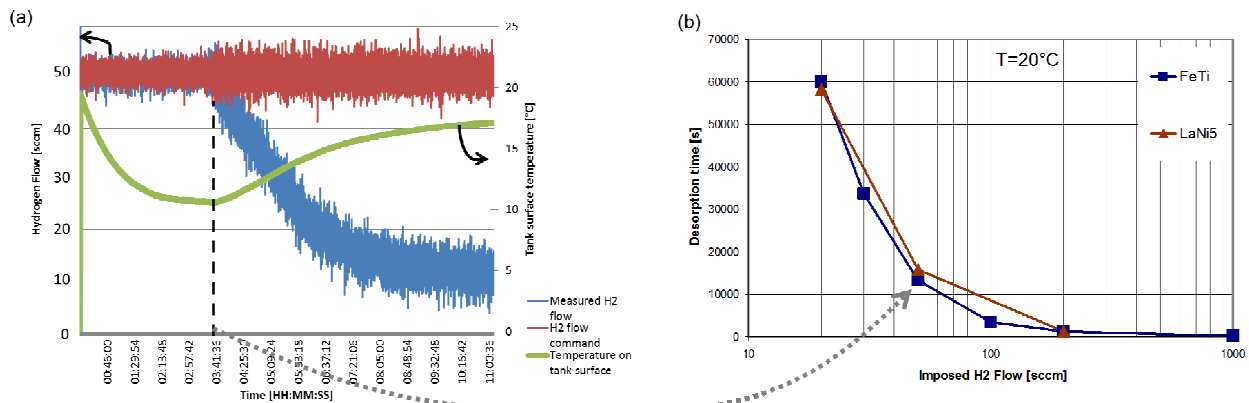 (a)
25
20
15
10
5
0
Tank surface temperature [°C]
50
40
30
20
10
0
Hydrogen Flow [sccm]
00:46:00
01:29:54
02:13:48
02:57:42
03:41:36
04:25:30
05:09:24
05:53:18
06:37:12
07:21:06
08:05:00
08:48:54
09:32:48
10:16:42
11:00:36
Time [HH:MM:SS]
Measured H2
flow
H2 flow
command
Temperature on
tank surface
(b)
T=20°C
FeTi
LaNi5
70000
60000
50000
40000
30000
20000
10000
0
Desorption time [s]
10
100
1000
Imposed H2 Flow [sccm]